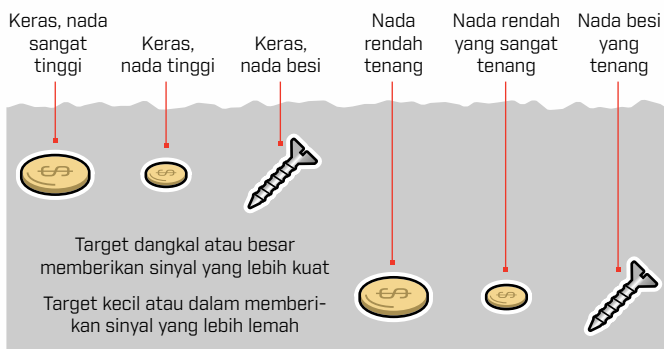 Keras, nada
sangat
tinggi
Keras,
nada tinggi
Keras,
nada besi
Nada
rendah
tenang
Nada rendah
yang sangat
tenang
Nada besi
yang
tenang
Target dangkal atau besar
memberikan sinyal yang lebih kuat
Target kecil atau dalam memberi-
kan sinyal yang lebih lemah